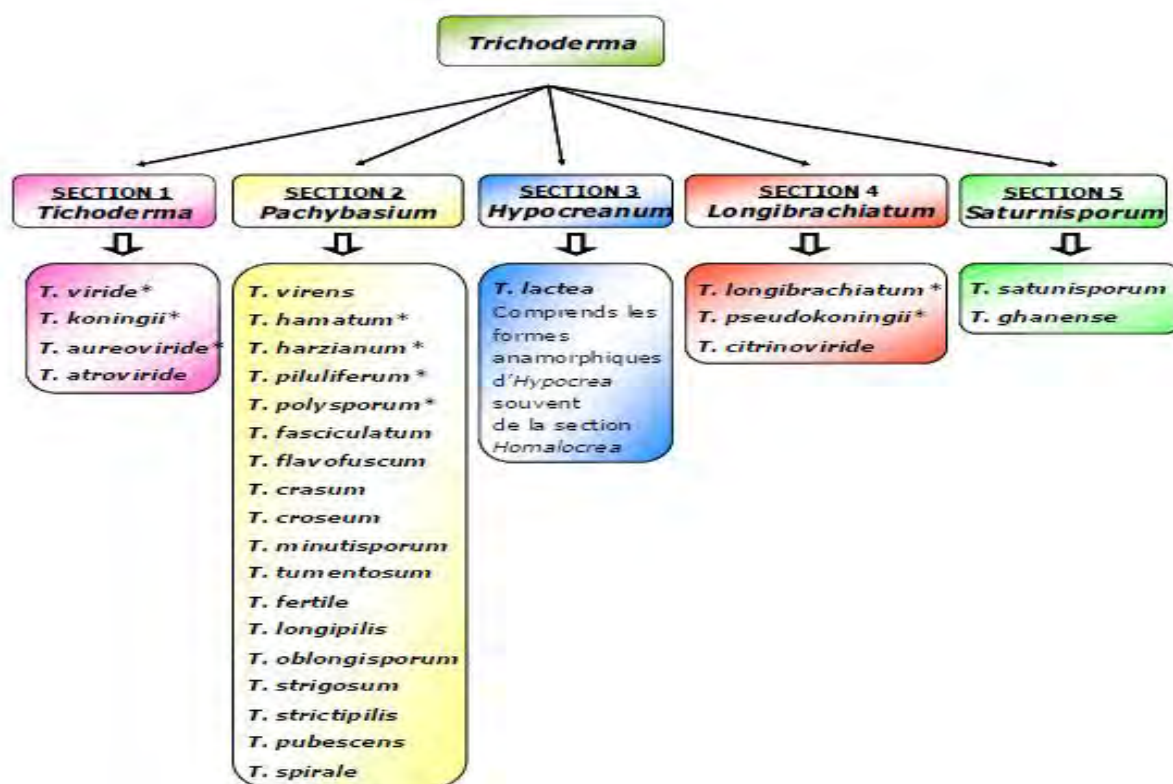 Trichoderma
SECTION 1
Tichoderma
SECTION 2
Pachybasium
SECTION 3
Hypocreanum
SECTION 4
Longibrachiatum
SECTION 5
Saturnisporum
T. viride*
T. koningii*
T. aureoviride*
T. atroviride
T. virens
T. hamatum*
T. harzianum*
T. piluliferum*
T. polysporum*
T. fasciculatum
T. flavofuscum
T. crasum
T. croseum
T. minutisporum
T. tumentosum
T. fertile
T. longipilis
T. oblongisporum
T. strigosum
T. strictipilis
T. pubescens
T. spirale
T. lactea
Comprends les
formes
anamorphiques
d'Hypocrea
souvent
de la section
Homalocrea
T. longibrachiatum*
T. pseudokoningii*
T. citrinoviride
T. satunisporum
T. ghanense